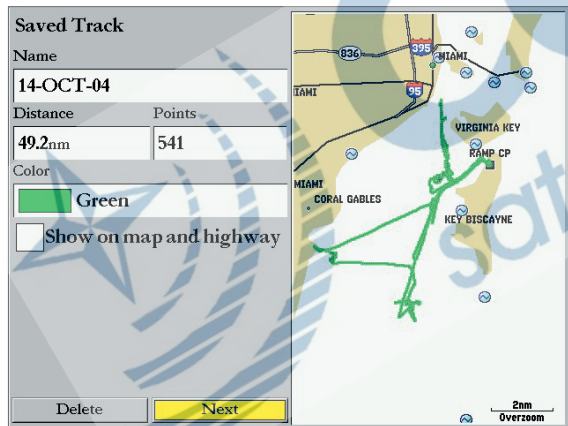 Saved Track
Name
14-OCT-04
Distance
Points
49.2nm
541
Color
Green
Show on map and highway
Delete
Next
836
395
MIAMI
IAMI
95
VIRGINIA KEY
RAMP CP
MIAMI
CORAL GABLES
KEY BISCAYNE
2nm
Overzoom
sat